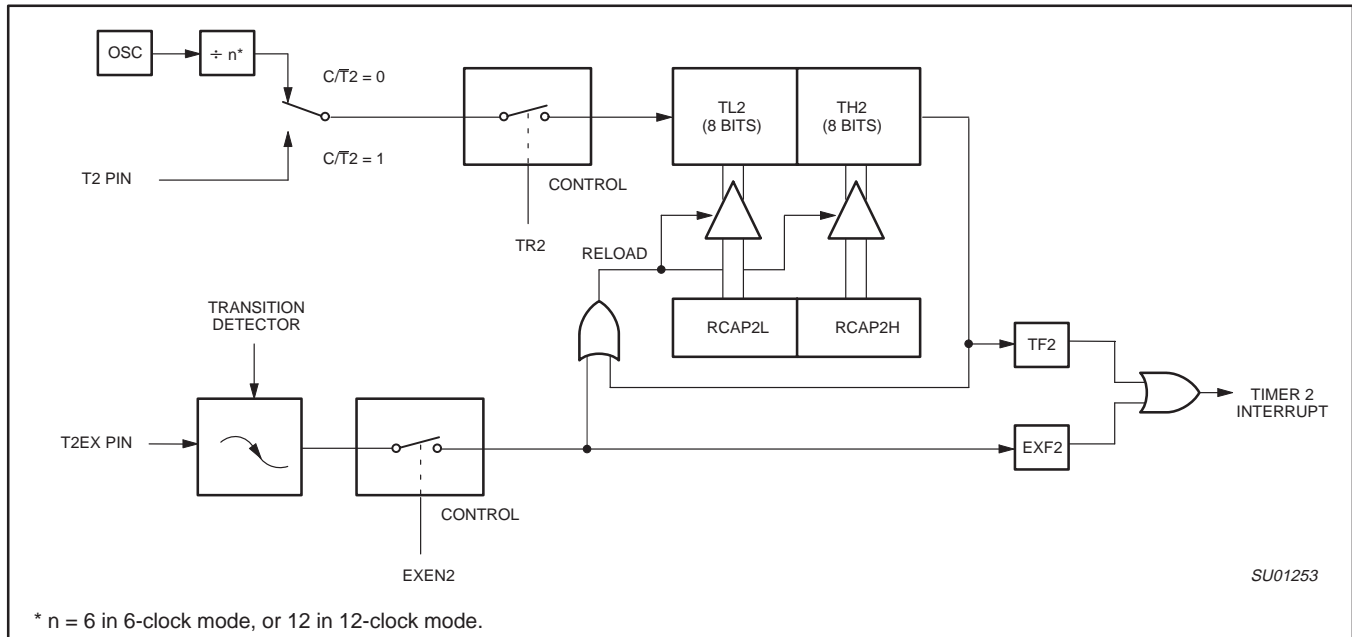 OSC
÷ n*
C/T̅2 = 0
C/T̅2 = 1
T2 PIN
TR2
CONTROL
TL2
(8 BITS)
TH2
(8 BITS)
RELOAD
RCAP2L
RCAP2H
TRANSITION
DETECTOR
T2EX PIN
CONTROL
EXEN2
TF2
EXF2
TIMER 2
INTERRUPT
SU01253
* n = 6 in 6-clock mode, or 12 in 12-clock mode.